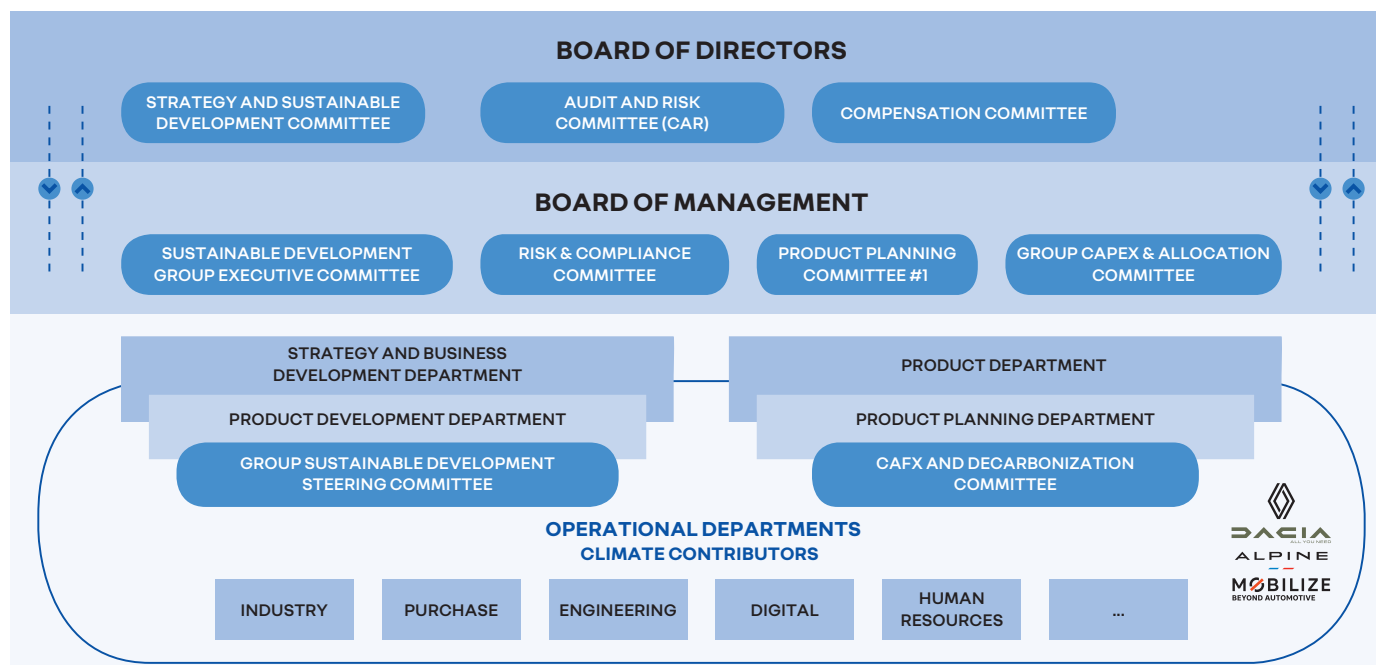 BOARD OF DIRECTORS
STRATEGY AND SUSTAINABLE
DEVELOPMENT COMMITTEE
AUDIT AND RISK
COMMITTEE (CAR)
COMPENSATION COMMITTEE
BOARD OF MANAGEMENT
SUSTAINABLE DEVELOPMENT
GROUP EXECUTIVE COMMITTEE
RISK & COMPLIANCE
COMMITTEE
PRODUCT PLANNING
COMMITTEE #1
GROUP CAPEX & ALLOCATION
COMMITTEE
STRATEGY AND BUSINESS
DEVELOPMENT DEPARTMENT
PRODUCT DEVELOPMENT DEPARTMENT
GROUP SUSTAINABLE DEVELOPMENT
STEERING COMMITTEE
PRODUCT DEPARTMENT
PRODUCT PLANNING DEPARTMENT
CAFX AND DECARBONIZATION
COMMITTEE
OPERATIONAL DEPARTMENTS
CLIMATE CONTRIBUTORS
DACIA
ALL YOU NEED
ALPINE
MOBILIZE
BEYOND AUTOMOTIVE
INDUSTRY
PURCHASE
ENGINEERING
DIGITAL
HUMAN
RESOURCES
...